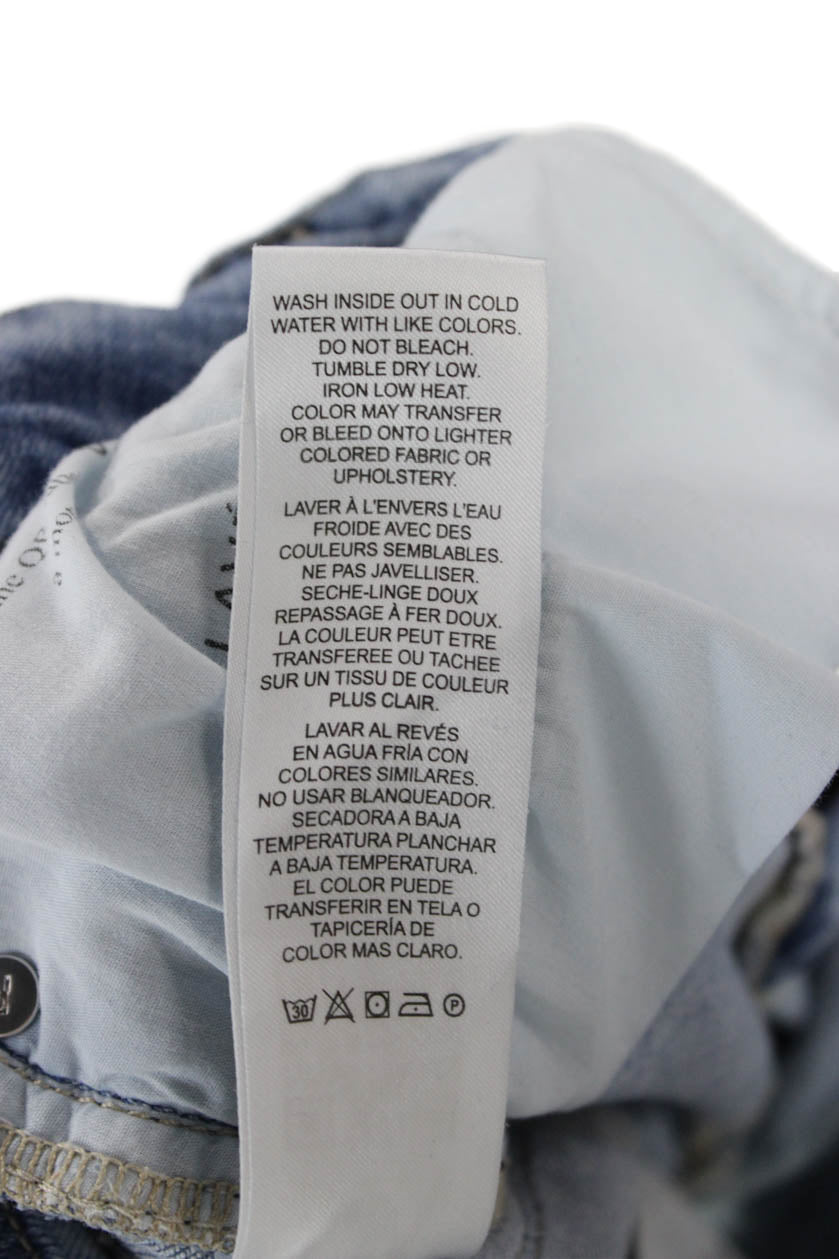 WASH INSIDE OUT IN COLD
WATER WITH LIKE COLORS.
DO NOT BLEACH.
TUMBLE DRY LOW.
IRON LOW HEAT.
COLOR MAY TRANSFER
OR BLEED ONTO LIGHTER
COLORED FABRIC OR
UPHOLSTERY.
LAVER À L'ENVERS L'EAU
FROIDE AVEC DES
COULEURS SEMBLABLES.
NE PAS JAVELLISER.
SECHE-LINGE DOUX
REPASSAGE À FER DOUX.
LA COULEUR PEUT ETRE
TRANSFEREE OU TACHEE
SUR UN TISSU DE COULEUR
PLUS CLAIR.
LAVAR AL REVÉS
EN AGUA FRÍA CON
COLORES SIMILARES.
NO USAR BLANQUEADOR.
SECADORA A BAJA
TEMPERATURA PLANCHAR
A BAJA TEMPERATURA.
EL COLOR PUEDE
TRANSFERIR EN TELA O
TAPICERÍA DE
COLOR MAS CLARO.
30 P